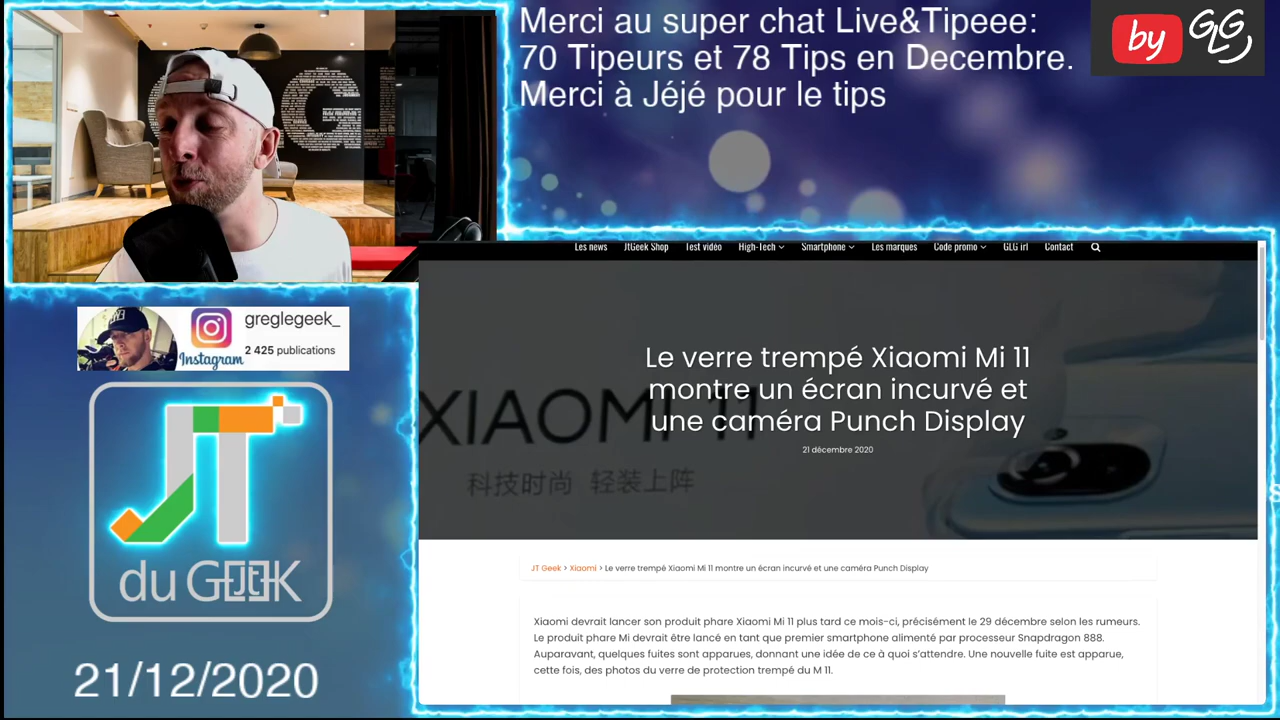 Merci au super chat Live&Tipeee:
70 Tipeurs et 78 Tips en Decembre.
Merci à Jéjé pour le tips
by GLG
greglegeek_
Instagram
2 425 publications
JT
du GEEK
21/12/2020
Les news JtGeek Shop Test vidéo High-Tech Smartphone Les marques Code promo GLG irl Contact
XIAOMI 11
科技时尚 轻装上阵
Le verre trempé Xiaomi Mi 11
montre un écran incurvé et
une caméra Punch Display
21 décembre 2020
JT Geek > Xiaomi > Le verre trempé Xiaomi Mi 11 montre un écran incurvé et une caméra Punch Display
Xiaomi devrait lancer son produit phare Xiaomi Mi 11 plus tard ce mois-ci, précisément le 29 décembre selon les rumeurs.
Le produit phare Mi devrait être lancé en tant que premier smartphone alimenté par processeur Snapdragon 888.
Auparavant, quelques fuites sont apparues, donnant une idée de ce à quoi s'attendre. Une nouvelle fuite est apparue,
cette fois, des photos du verre de protection trempé du M 11.